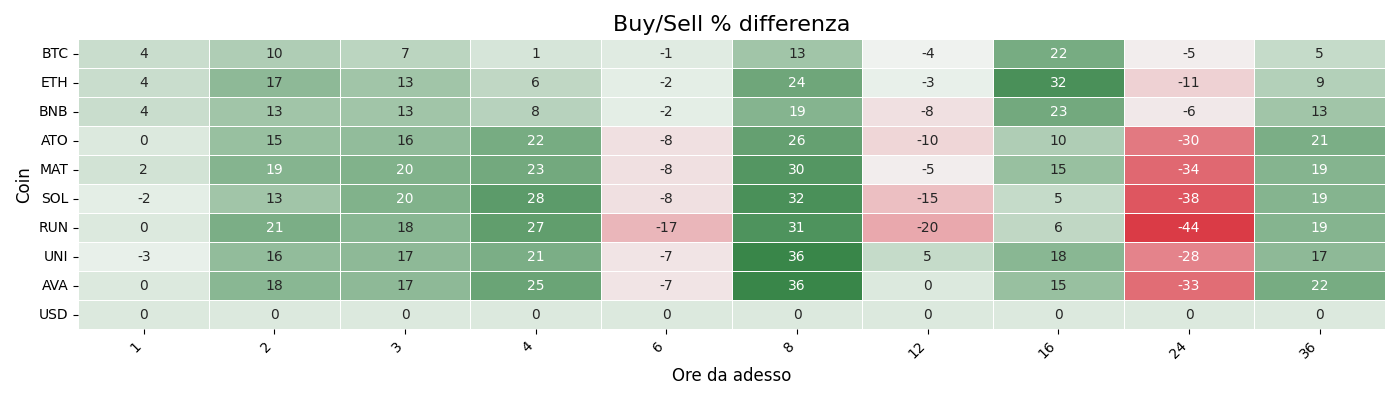 Buy/Sell % differenza
BTC 4 10 7 1 -1 13 -4 22 -5 5
ETH 4 17 13 6 -2 24 -3 32 -11 9
BNB 4 13 13 8 -2 19 -8 23 -6 13
ATO 0 15 16 22 -8 26 -10 10 -30 21
MAT 2 19 20 23 -8 30 -5 15 -34 19
SOL -2 13 20 28 -8 32 -15 5 -38 19
RUN 0 21 18 27 -17 31 -20 6 -44 19
UNI -3 16 17 21 -7 36 5 18 -28 17
AVA 0 18 17 25 -7 36 0 15 -33 22
USD 0 0 0 0 0 0 0 0 0 0
Coin
1 2 3 4 6 8 12 16 24 36
Ore da adesso